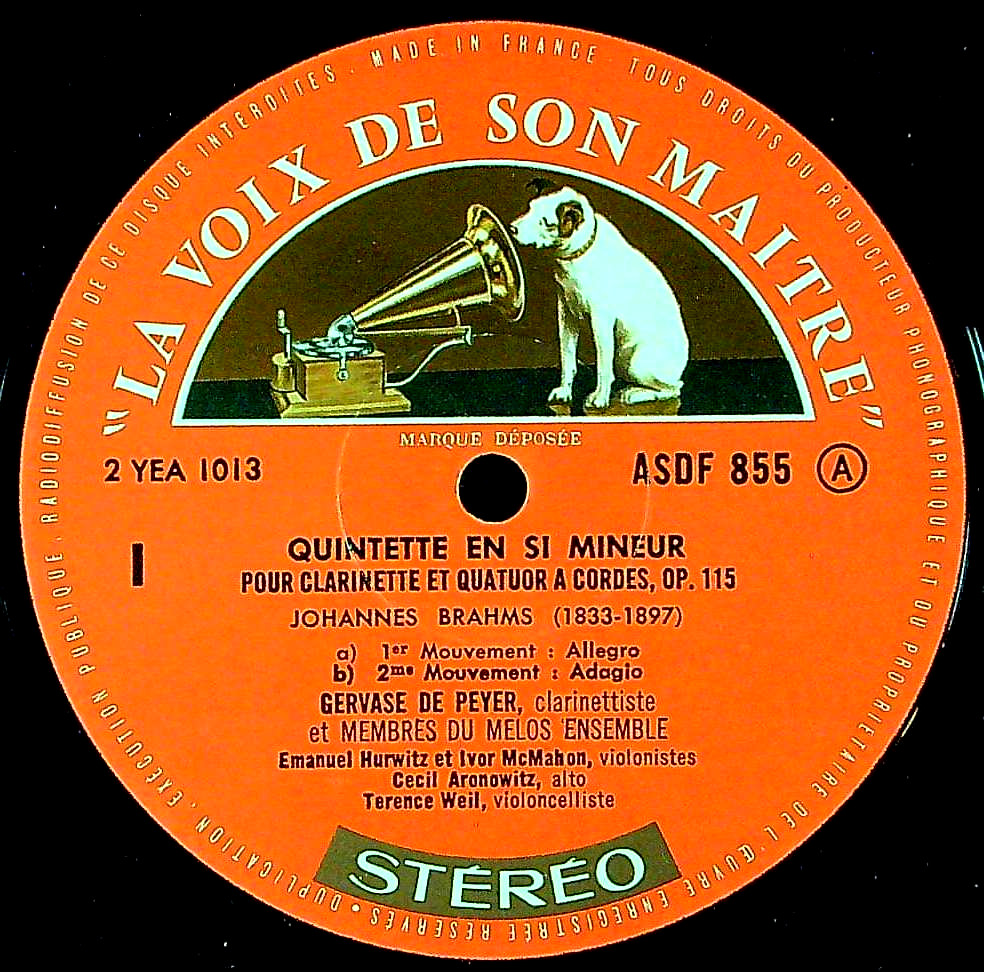 MADE IN FRANCE · TOUS DROITS DU PRODUCTEUR PHONOGRAPHIQUE ET DU PROPRIETAIRE DE L'ŒUVRE ENREGISTRÉE RÉSERVÉS • DUPLICATION, EXÉCUTION PUBLIQUE, RADIODIFFUSION DE CE DISQUE INTERDITES ·
"LA VOIX DE SON MAITRE"
MARQUE DÉPOSÉE
2 YEA 1013
ASDF 855 A
I
QUINTETTE EN SI MINEUR
POUR CLARINETTE ET QUATUOR A CORDES, OP. 115
JOHANNES BRAHMS (1833-1897)
a) 1er Mouvement : Allegro
b) 2me Mouvement : Adagio
GERVASE DE PEYER, clarinettiste
et MEMBRES DU MELOS ENSEMBLE
Emanuel Hurwitz et Ivor McMahon, violonistes
Cecil Aronowitz, alto
Terence Weil, violoncelliste
STÉRÉO